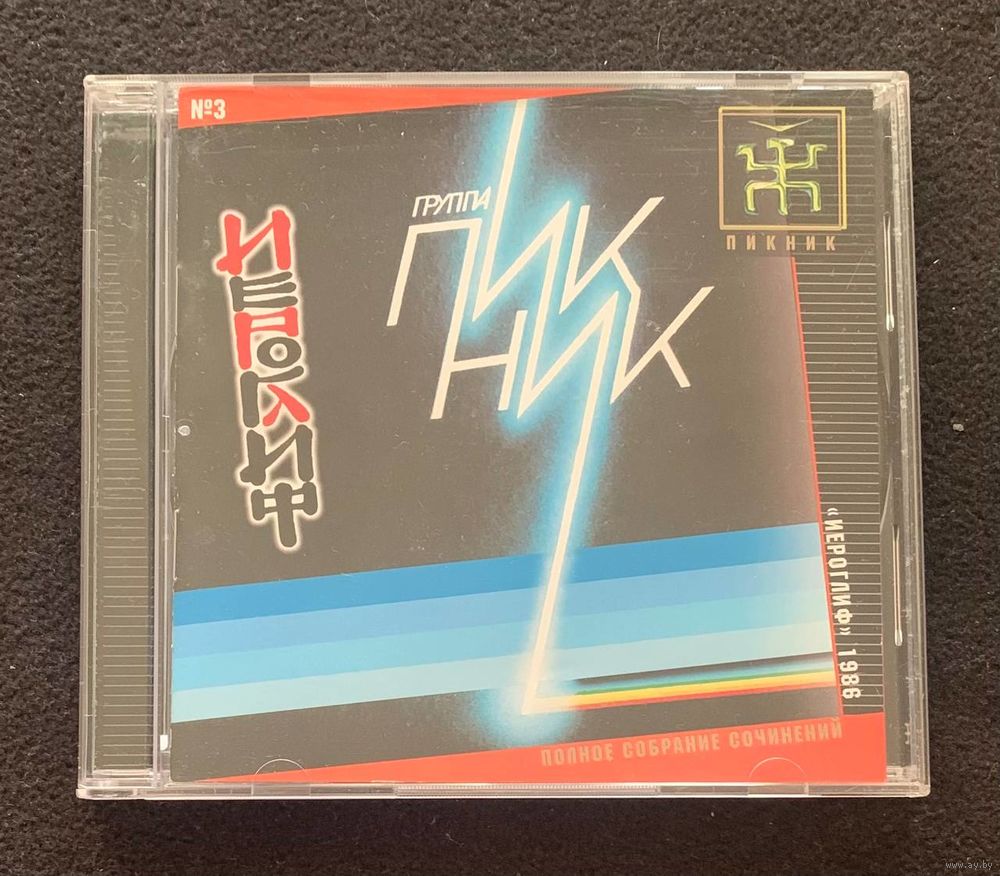 №3
ГРУППА
ПИК
НИК
ИЕРОГЛИФ
ПИКНИК
«ИЕРОГЛИФ» 1986
ПОЛНОЕ СОБРАНИЕ СОЧИНЕНИЙ
www.ay.by